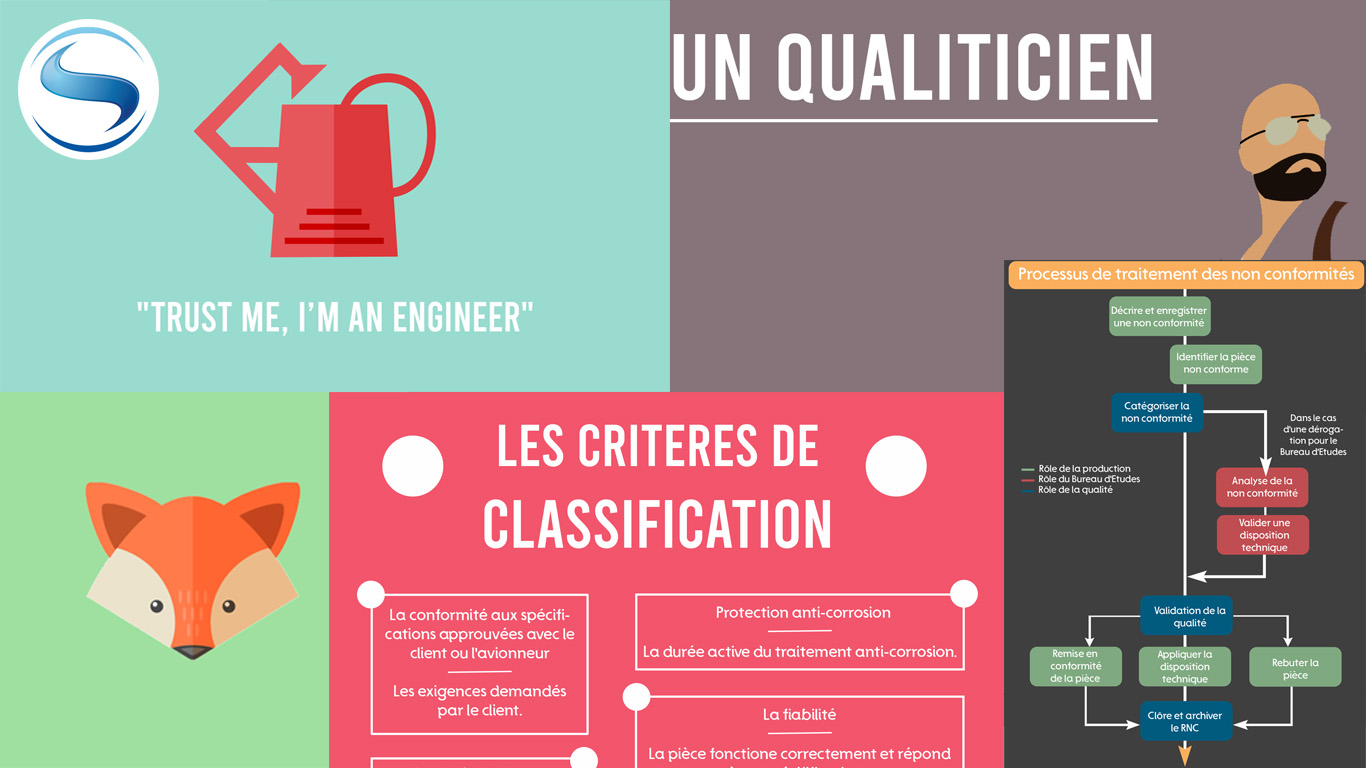 UN QUALITICIEN
"TRUST ME, I'M AN ENGINEER"
LES CRITERES DE
CLASSIFICATION
La conformité aux spécifi-
cations approuvées avec le
client ou l'avionneur
Les exigences demandés
par le client.
Protection anti-corrosion
La durée active du traitement anti-corrosion.
La fiabilité
La pièce fonctione correctement et répond
Processus de traitement des non conformités
Décrire et enregistrer
une non conformité
Identifier la pièce
non conforme
Catégoriser la
non conformité
Dans le cas
d'une déroga-
tion pour le
Bureau d'Etudes
Rôle de la production
Rôle du Bureau d'Etudes
Rôle de la qualité
Analyse de la
non conformité
Valider une
disposition
technique
Validation de la
qualité
Remise en
conformité
de la pièce
Appliquer la
disposition
technique
Rebuter la
pièce
Clôre et archiver
le RNC